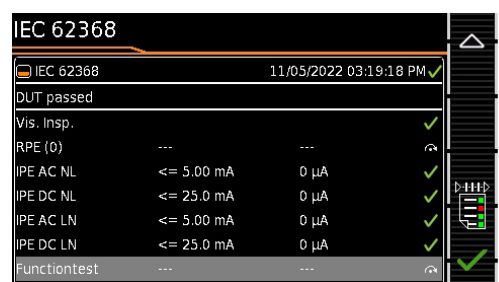 IEC 62368
IEC 62368 11/05/2022 03:19:18 PM
DUT passed
Vis. Insp.
RPE (0) --- ---
IPE AC NL <= 5.00 mA 0 µA
IPE DC NL <= 25.0 mA 0 µA
IPE AC LN <= 5.00 mA 0 µA
IPE DC LN <= 25.0 mA 0 µA
Functiontest --- ---